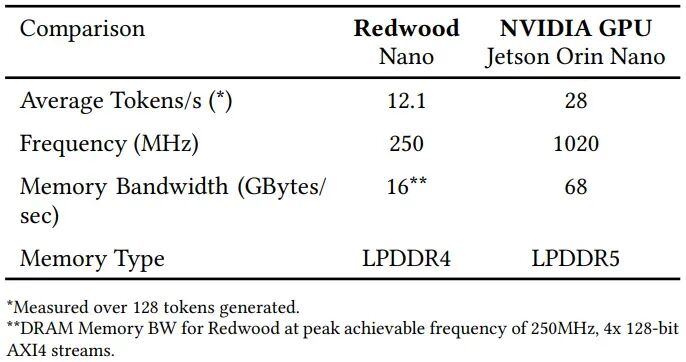 Comparison Redwood NVIDIA GPU
Nano Jetson Orin Nano
Average Tokens/s (*) 12.1 28
Frequency (MHz) 250 1020
Memory Bandwidth (GBytes/ 16** 68
sec)
Memory Type LPDDR4 LPDDR5
*Measured over 128 tokens generated.
**DRAM Memory BW for Redwood at peak achievable frequency of 250MHz, 4x 128-bit
AXI4 streams.